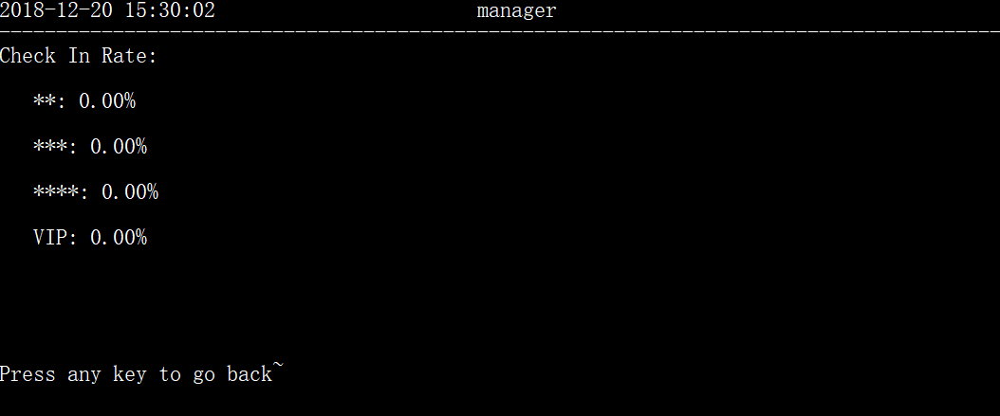 2018-12-20 15:30:02 manager
Check In Rate:
**: 0.00%
***: 0.00%
****: 0.00%
VIP: 0.00%
Press any key to go back~